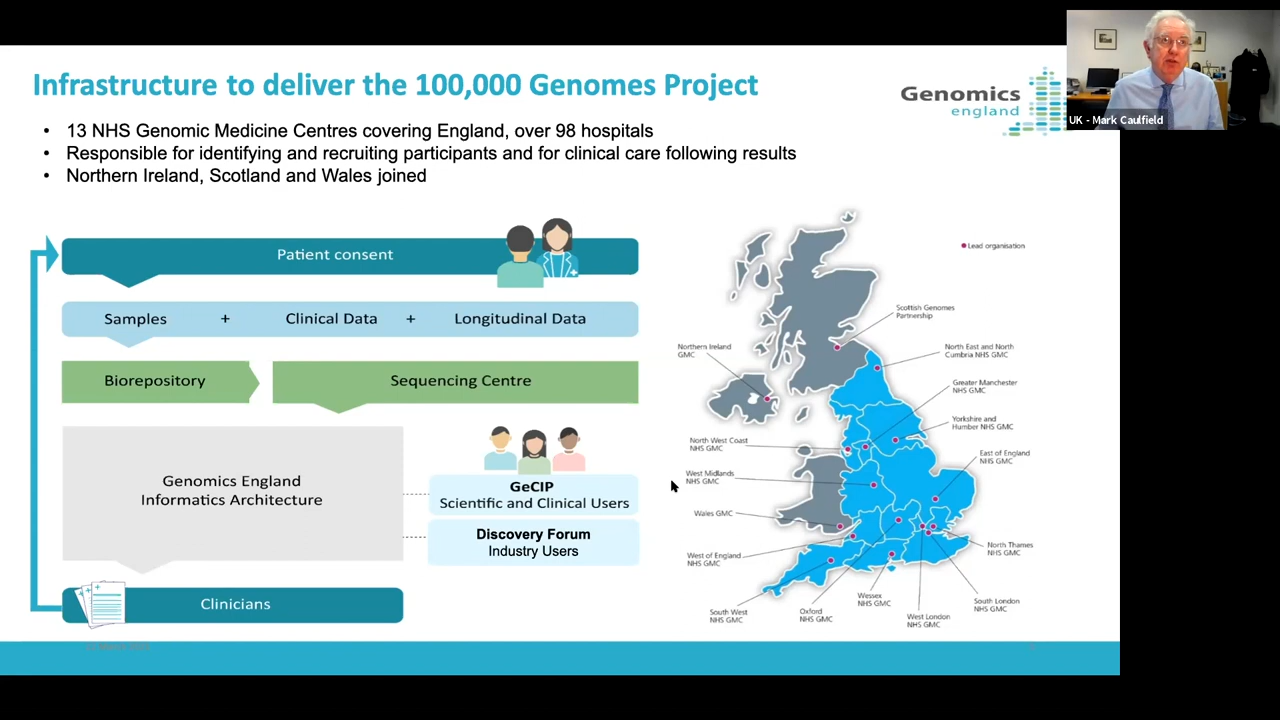 Infrastructure to deliver the 100,000 Genomes Project
Genomics
england
UK - Mark Caulfield
• 13 NHS Genomic Medicine Centres covering England, over 98 hospitals
• Responsible for identifying and recruiting participants and for clinical care following results
• Northern Ireland, Scotland and Wales joined
Patient consent
Samples + Clinical Data + Longitudinal Data
Biorepository
Sequencing Centre
Genomics England
Informatics Architecture
GeCIP
Scientific and Clinical Users
Discovery Forum
Industry Users
Clinicians
Lead organisation
Scottish Genomes
Partnership
Northern Ireland
GMC
North East and North
Cumbria NHS GMC
Greater Manchester
NHS GMC
Yorkshire and
Humber NHS GMC
North West Coast
NHS GMC
East of England
NHS GMC
West Midlands
NHS GMC
Wales GMC
North Thames
NHS GMC
West of England
NHS GMC
South West
NHS GMC
Oxford
NHS GMC
Wessex
NHS GMC
West London
NHS GMC
South London
NHS GMC